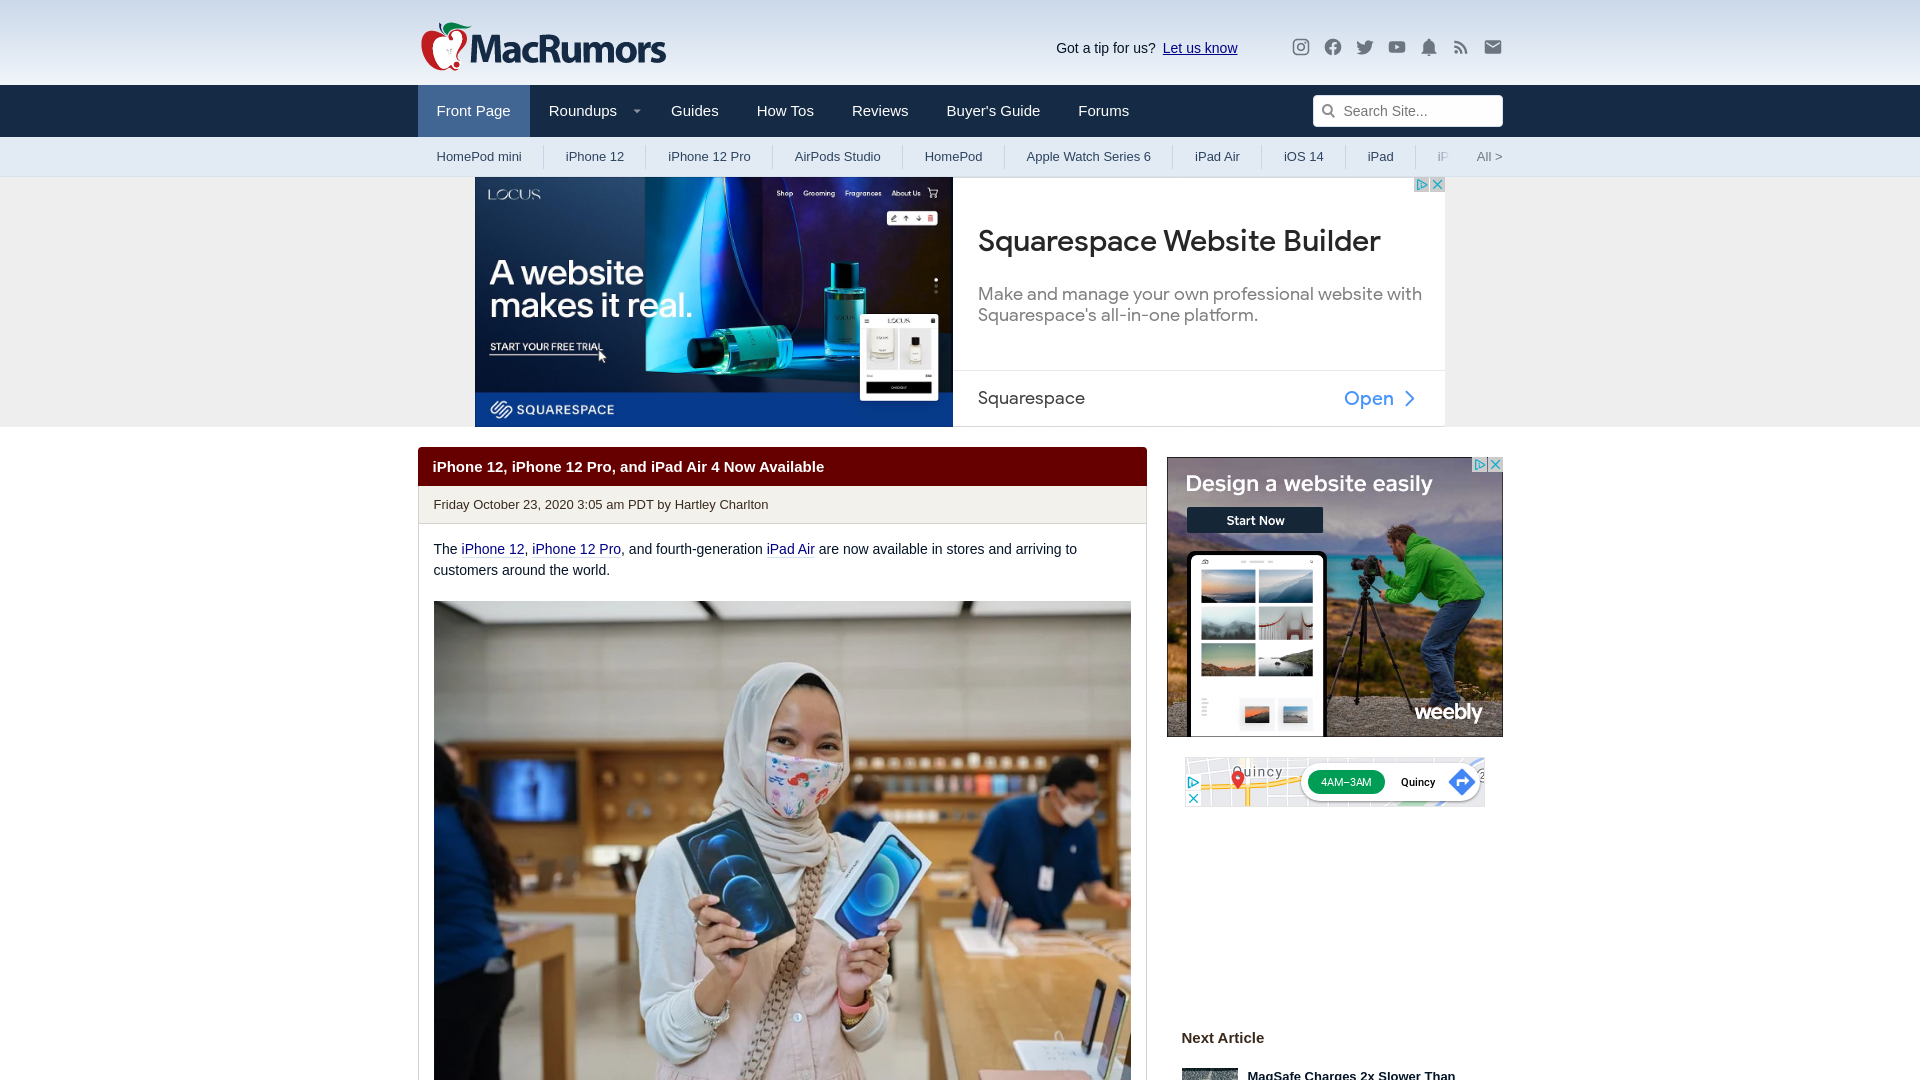 MacRumors
Got a tip for us? Let us know
Front Page
Roundups
Guides
How Tos
Reviews
Buyer's Guide
Forums
Search Site...
HomePod mini
iPhone 12
iPhone 12 Pro
AirPods Studio
HomePod
Apple Watch Series 6
iPad Air
iOS 14
iPad
iP
All >
LOCUS
Shop Grooming Fragrances About Us
A website
makes it real.
START YOUR FREE TRIAL
LOCUS
CHECKOUT
SQUARESPACE
Squarespace Website Builder
Make and manage your own professional website with
Squarespace's all-in-one platform.
Squarespace
Open
iPhone 12, iPhone 12 Pro, and iPad Air 4 Now Available
Friday October 23, 2020 3:05 am PDT by Hartley Charlton
The iPhone 12, iPhone 12 Pro, and fourth-generation iPad Air are now available in stores and arriving to
customers around the world.
Design a website easily
Start Now
weebly
Quincy
4AM–3AM
Quincy
Next Article
MagSafe Charges 2x Slower Than